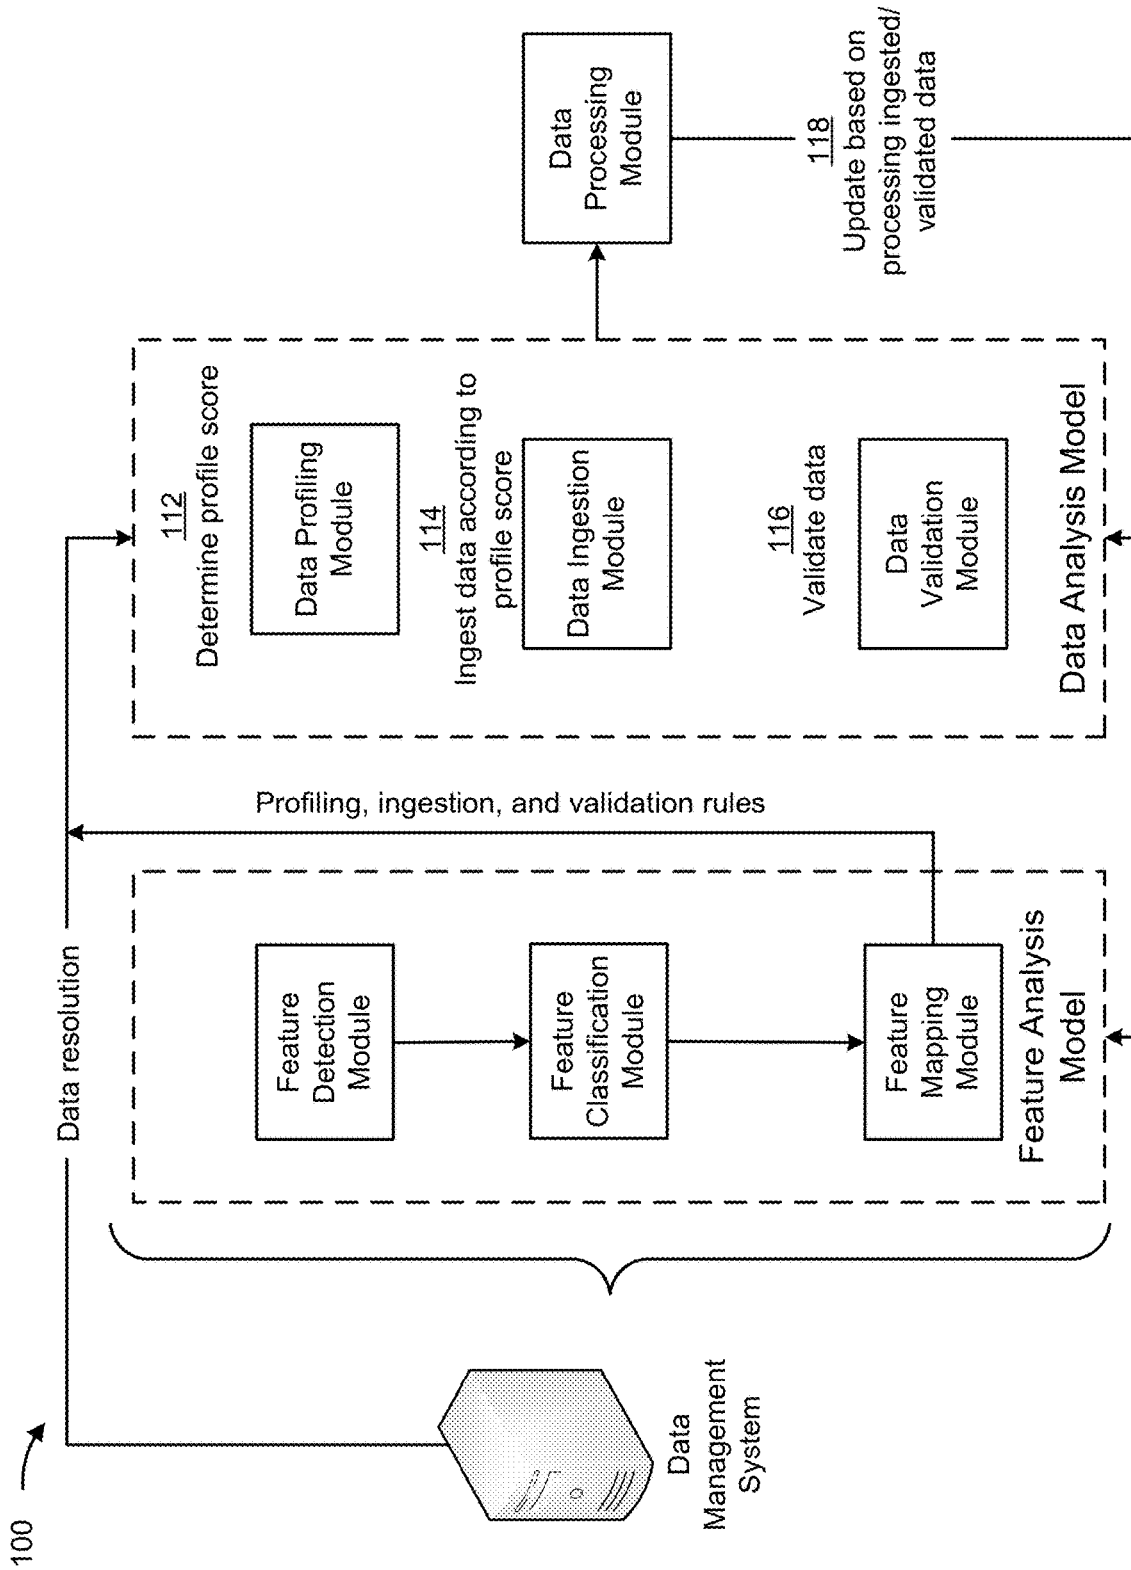 100
Data resolution
Data
Management
System
Feature
Detection
Module
Feature
Classification
Module
Feature
Mapping
Module
Feature Analysis
Model
Profiling, ingestion, and validation rules
112
Determine profile score
Data Profiling
Module
114
Ingest data according to
profile score
Data Ingestion
Module
116
Validate data
Data
Validation
Module
Data Analysis Model
Data
Processing
Module
118
Update based on
processing ingested/
validated data